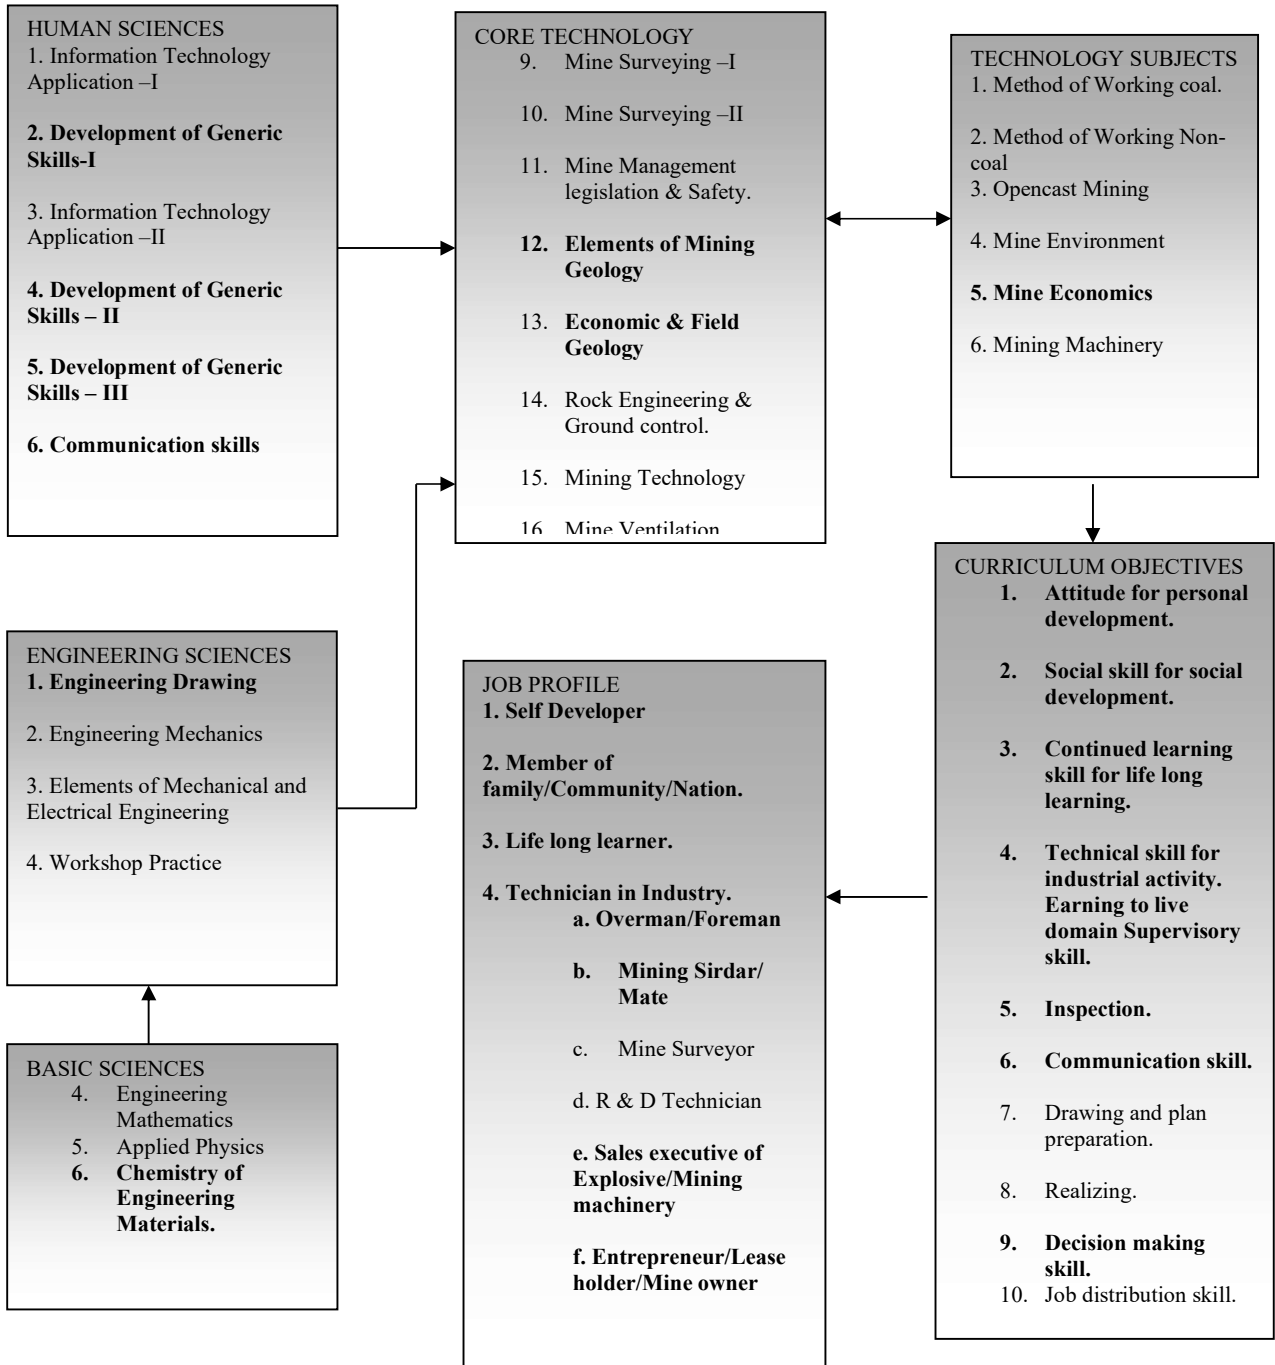 HUMAN SCIENCES
1. Information Technology
Application –I
2. Development of Generic
Skills-I
3. Information Technology
Application –II
4. Development of Generic
Skills – II
5. Development of Generic
Skills – III
6. Communication skills
CORE TECHNOLOGY
9. Mine Surveying –I
10. Mine Surveying –II
11. Mine Management
legislation & Safety.
12. Elements of Mining
Geology
13. Economic & Field
Geology
14. Rock Engineering &
Ground control.
15. Mining Technology
16. Mine Ventilation
TECHNOLOGY SUBJECTS
1. Method of Working coal.
2. Method of Working Non-
coal
3. Opencast Mining
4. Mine Environment
5. Mine Economics
6. Mining Machinery
ENGINEERING SCIENCES
1. Engineering Drawing
2. Engineering Mechanics
3. Elements of Mechanical and
Electrical Engineering
4. Workshop Practice
BASIC SCIENCES
4. Engineering
Mathematics
5. Applied Physics
6. Chemistry of
Engineering
Materials.
JOB PROFILE
1. Self Developer
2. Member of
family/Community/Nation.
3. Life long learner.
4. Technician in Industry.
a. Overman/Foreman
b. Mining Sirdar/
Mate
c. Mine Surveyor
d. R & D Technician
e. Sales executive of
Explosive/Mining
machinery
f. Entrepreneur/Lease
holder/Mine owner
CURRICULUM OBJECTIVES
1. Attitude for personal
development.
2. Social skill for social
development.
3. Continued learning
skill for life long
learning.
4. Technical skill for
industrial activity.
Earning to live
domain Supervisory
skill.
5. Inspection.
6. Communication skill.
7. Drawing and plan
preparation.
8. Realizing.
9. Decision making
skill.
10. Job distribution skill.